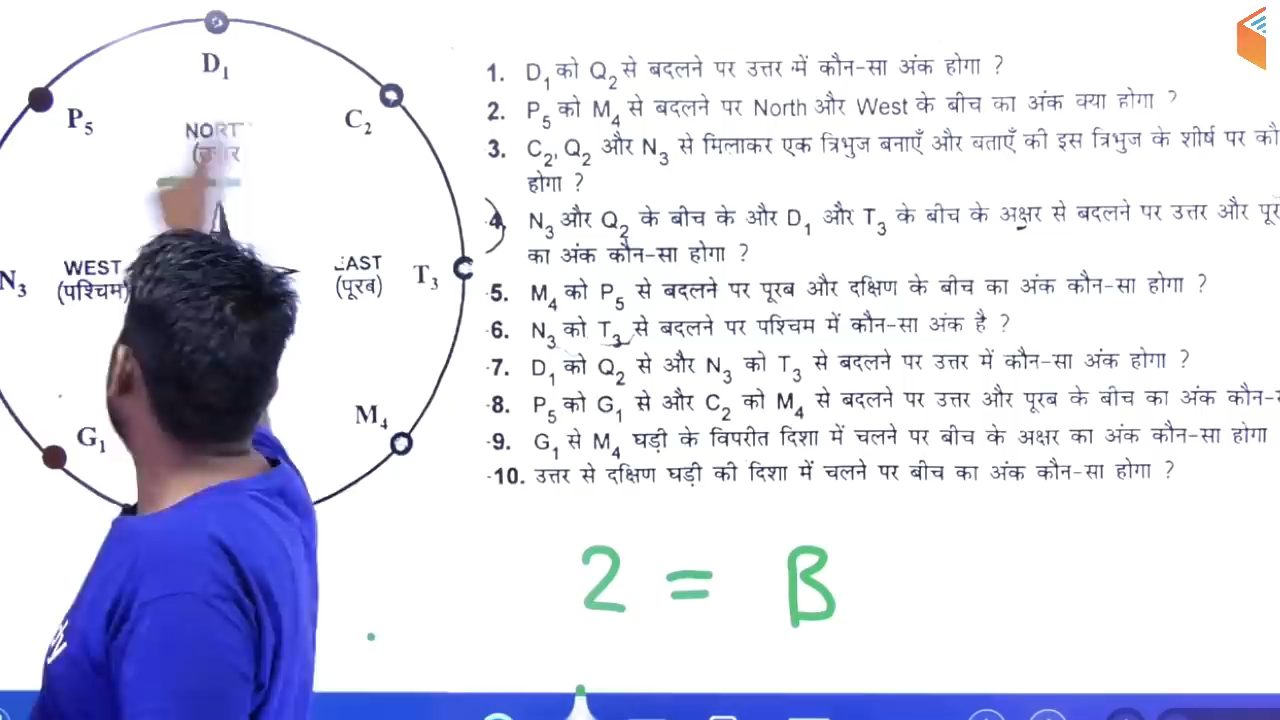 D1
P5
C2
NORT
WEST
(पश्चिम)
EAST
(पूरब)
N3
T3
M4
G1
1. D1 को Q2 से बदलने पर उत्तर में कौन-सा अंक होगा ?
2. P5 को M4 से बदलने पर North और West के बीच का अंक क्या होगा ?
3. C2, Q2 और N3 से मिलाकर एक त्रिभुज बनाएँ और बताएँ की इस त्रिभुज के शीर्ष पर
होगा ?
4. N3 और Q2 के बीच के और D1 और T3 के बीच के अक्षर से बदलने पर उत्तर और
का अंक कौन-सा होगा ?
5. M4 को P5 से बदलने पर पूरब और दक्षिण के बीच का अंक कौन-सा होगा ?
6. N3 को T3 से बदलने पर पश्चिम में कौन-सा अंक है ?
7. D1 को Q2 से और N3 को T3 से बदलने पर उत्तर में कौन-सा अंक होगा ?
8. P5 को G1 से और C2 को M4 से बदलने पर उत्तर और पूरब के बीच का अंक कौन-
9. G1 से M4 घड़ी के विपरीत दिशा में चलने पर बीच के अक्षर का अंक कौन-सा होगा
10. उत्तर से दक्षिण घड़ी की दिशा में चलने पर बीच का अंक कौन-सा होगा ?
2 = B